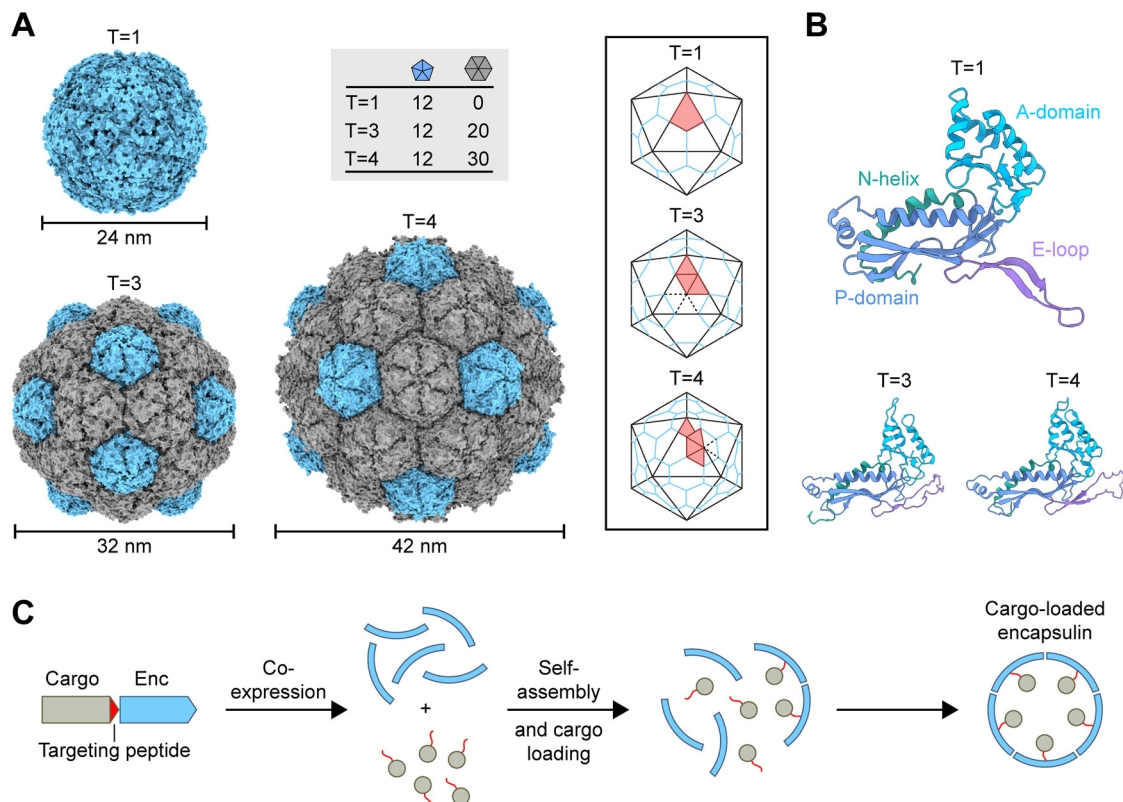 A
T=1
24 nm
T=1 12 0
T=3 12 20
T=4 12 30
T=3
32 nm
T=4
42 nm
T=1
T=3
T=4
B
T=1
A-domain
N-helix
E-loop
P-domain
T=3
T=4
C
Cargo Enc
Targeting peptide
Co-
expression
+
Self-
assembly
and cargo
loading
Cargo-loaded
encapsulin